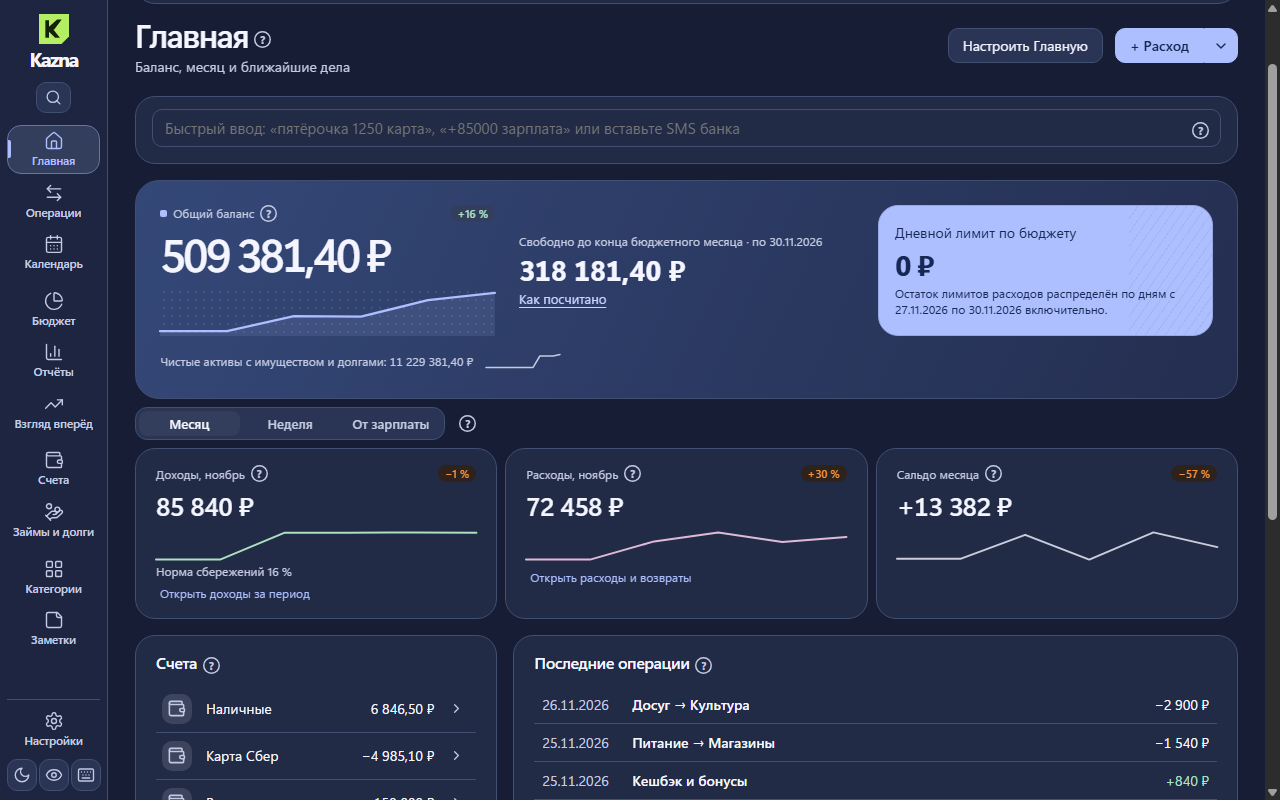 Kazna
Главная
Операции
Календарь
Бюджет
Отчёты
Взгляд вперёд
Счета
Займы и долги
Категории
Заметки
Настройки
Главная ?
Баланс, месяц и ближайшие дела
Настроить Главную
+ Расход
Быстрый ввод: «пятёрочка 1250 карта», «+85000 зарплата» или вставьте SMS банка ?
Общий баланс ?
+16 %
509 381,40 ₽
Чистые активы с имуществом и долгами: 11 229 381,40 ₽
Свободно до конца бюджетного месяца · по 30.11.2026
318 181,40 ₽
Как посчитано
Дневной лимит по бюджету
0 ₽
Остаток лимитов расходов распределён по дням с
27.11.2026 по 30.11.2026 включительно.
Месяц Неделя От зарплаты ?
Доходы, ноябрь ? −1 %
85 840 ₽
Норма сбережений 16 %
Открыть доходы за период
Расходы, ноябрь ? +30 %
72 458 ₽
Открыть расходы и возвраты
Сальдо месяца ? −57 %
+13 382 ₽
Счета ?
Наличные 6 846,50 ₽
Карта Сбер −4 985,10 ₽
Последние операции ?
26.11.2026 Досуг → Культура −2 900 ₽
25.11.2026 Питание → Магазины −1 540 ₽
25.11.2026 Кешбэк и бонусы +840 ₽